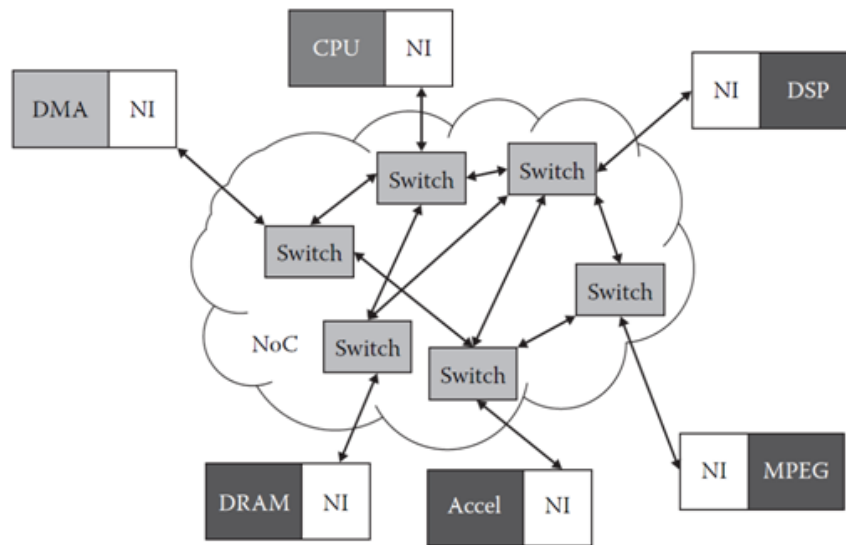 CPU NI
DMA NI
NI DSP
Switch
Switch
Switch
Switch
NoC
Switch
Switch
NI MPEG
DRAM NI
Accel NI